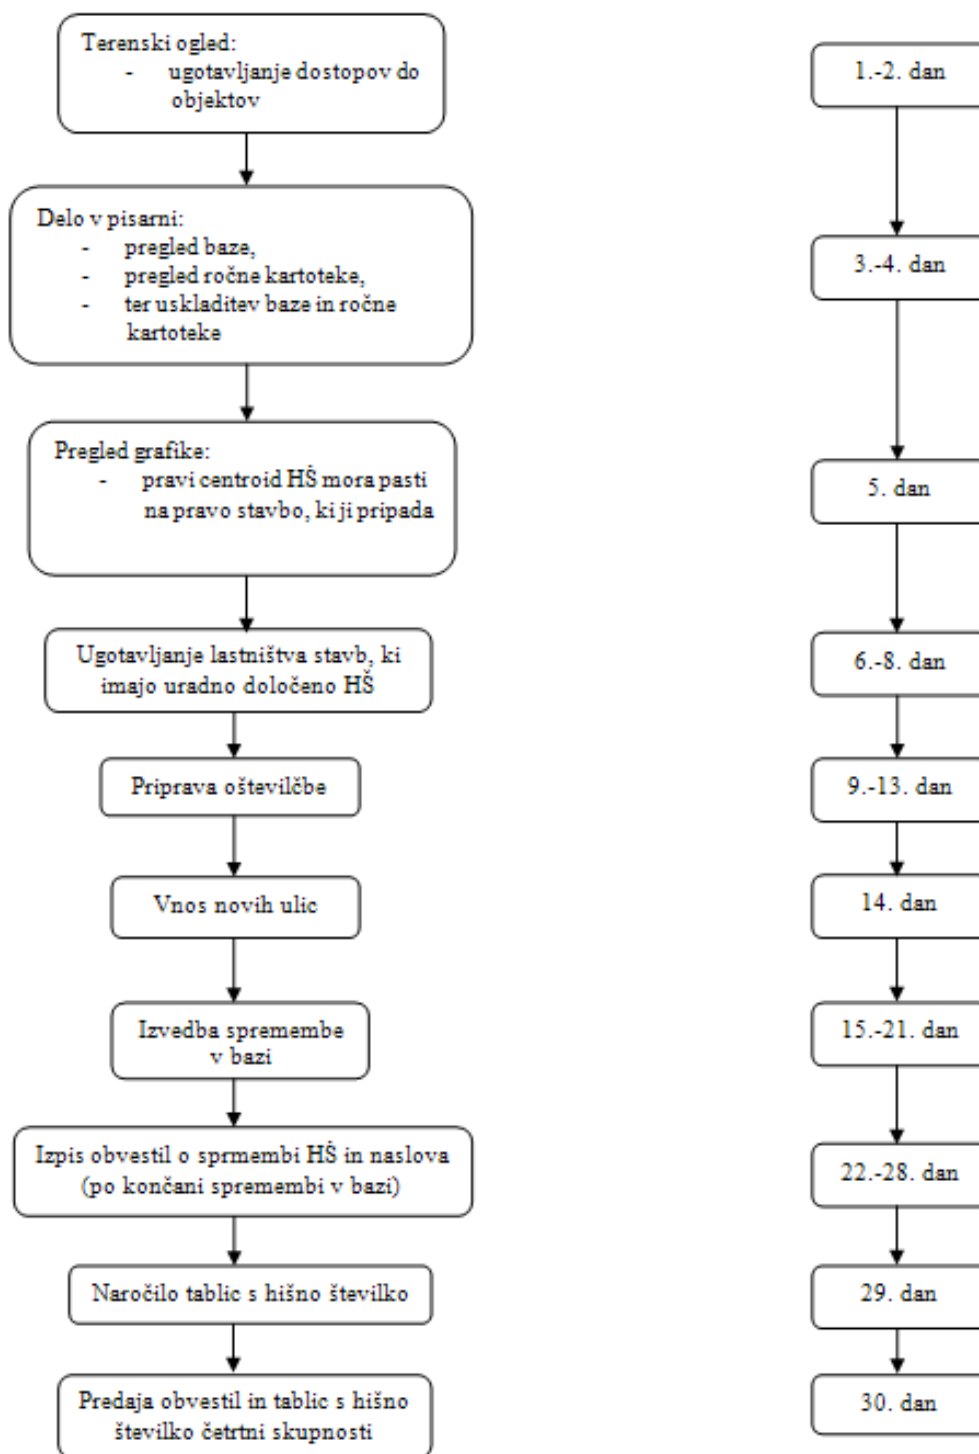 Terenski ogled:
- ugotavljanje dostopov do
objektov
1.-2. dan
Delo v pisarni:
- pregled baze,
- pregled ročne kartoteke,
- ter uskladitev baze in ročne
kartoteke
3.-4. dan
Pregled grafike:
- pravi centroid HŠ mora pasti
na pravo stavbo, ki ji pripada
5. dan
Ugotavljanje lastništva stavb, ki
imajo uradno določeno HŠ
6.-8. dan
Priprava oštevilčbe
9.-13. dan
Vnos novih ulic
14. dan
Izvedba spremembe
v bazi
15.-21. dan
Izpis obvestil o sprmembi HŠ in naslova
(po končani spremembi v bazi)
22.-28. dan
Naročilo tablic s hišno številko
29. dan
Predaja obvestil in tablic s hišno
številko četrtni skupnosti
30. dan